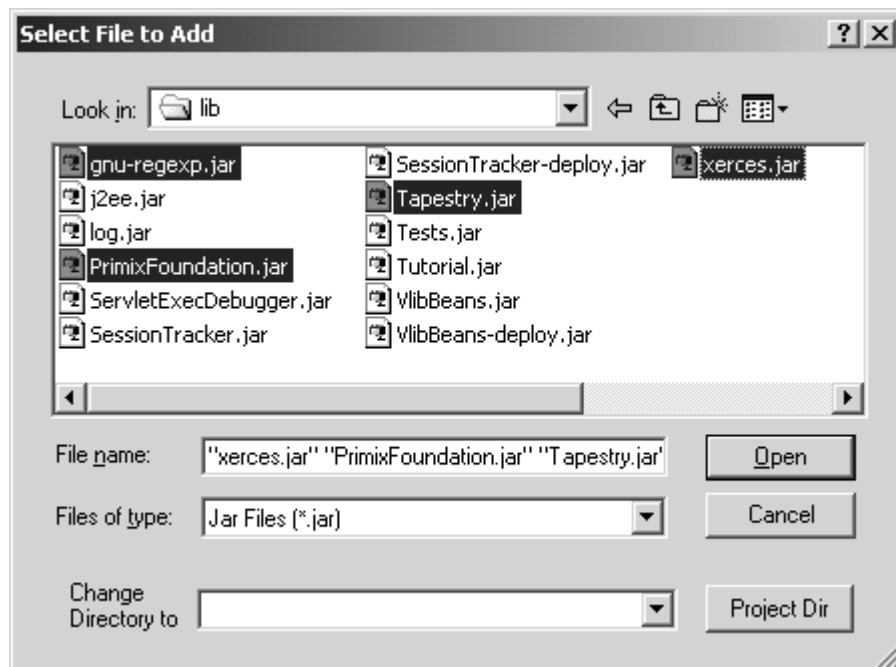 Select File to Add
Look in: lib
gnu-regexp.jar
j2ee.jar
log.jar
PrimixFoundation.jar
ServletExecDebugger.jar
SessionTracker.jar
SessionTracker-deploy.jar
Tapestry.jar
Tests.jar
Tutorial.jar
VlibBeans.jar
VlibBeans-deploy.jar
xerces.jar
File name: "xerces.jar" "PrimixFoundation.jar" "Tapestry.jar"
Open
Files of type: Jar Files (*.jar)
Cancel
Change
Directory to
Project Dir